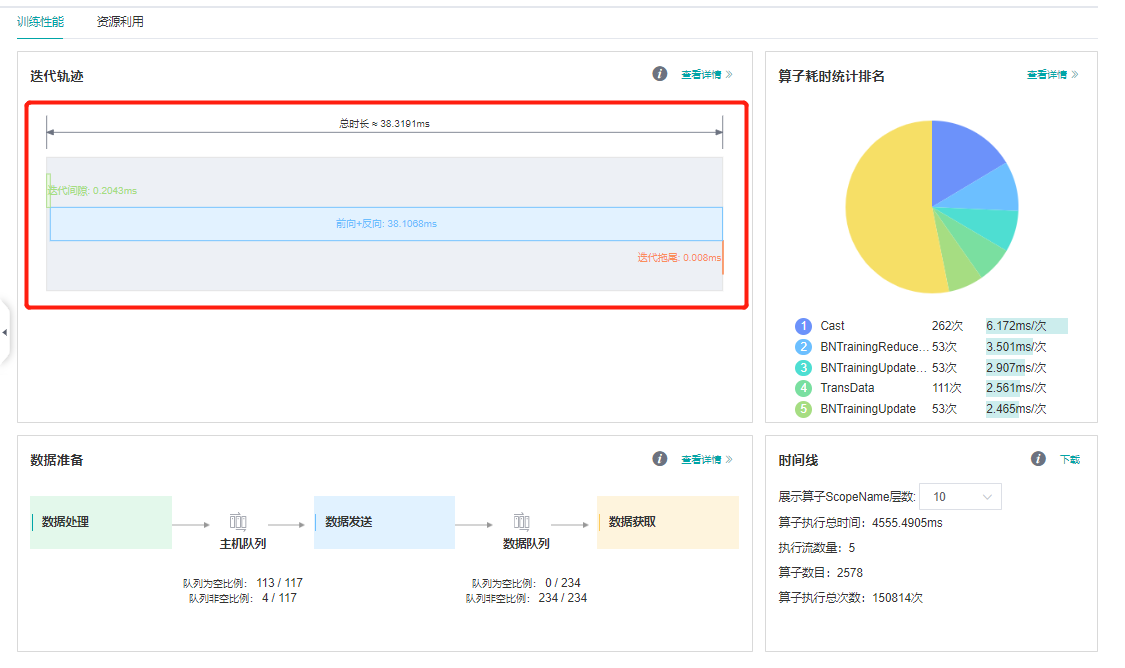 训练性能 资源利用
迭代轨迹
查看详情
总时长 ≈ 38.3191ms
迭代间隙: 0.2043ms
前向+反向: 38.1068ms
迭代拖尾: 0.008ms
算子耗时统计排名
查看详情
1 Cast 262次 6.172ms/次
2 BNTrainingReduce... 53次 3.501ms/次
3 BNTrainingUpdate... 53次 2.907ms/次
4 TransData 111次 2.561ms/次
5 BNTrainingUpdate 53次 2.465ms/次
数据准备
查看详情
数据处理
主机队列
数据发送
数据队列
数据获取
队列为空比例: 113 / 117
队列非空比例: 4 / 117
队列为空比例: 0 / 234
队列非空比例: 234 / 234
时间线
下载
展示算子ScopeName层数: 10
算子执行总时间: 4555.4905ms
执行流数量: 5
算子数目: 2578
算子执行总次数: 150814次